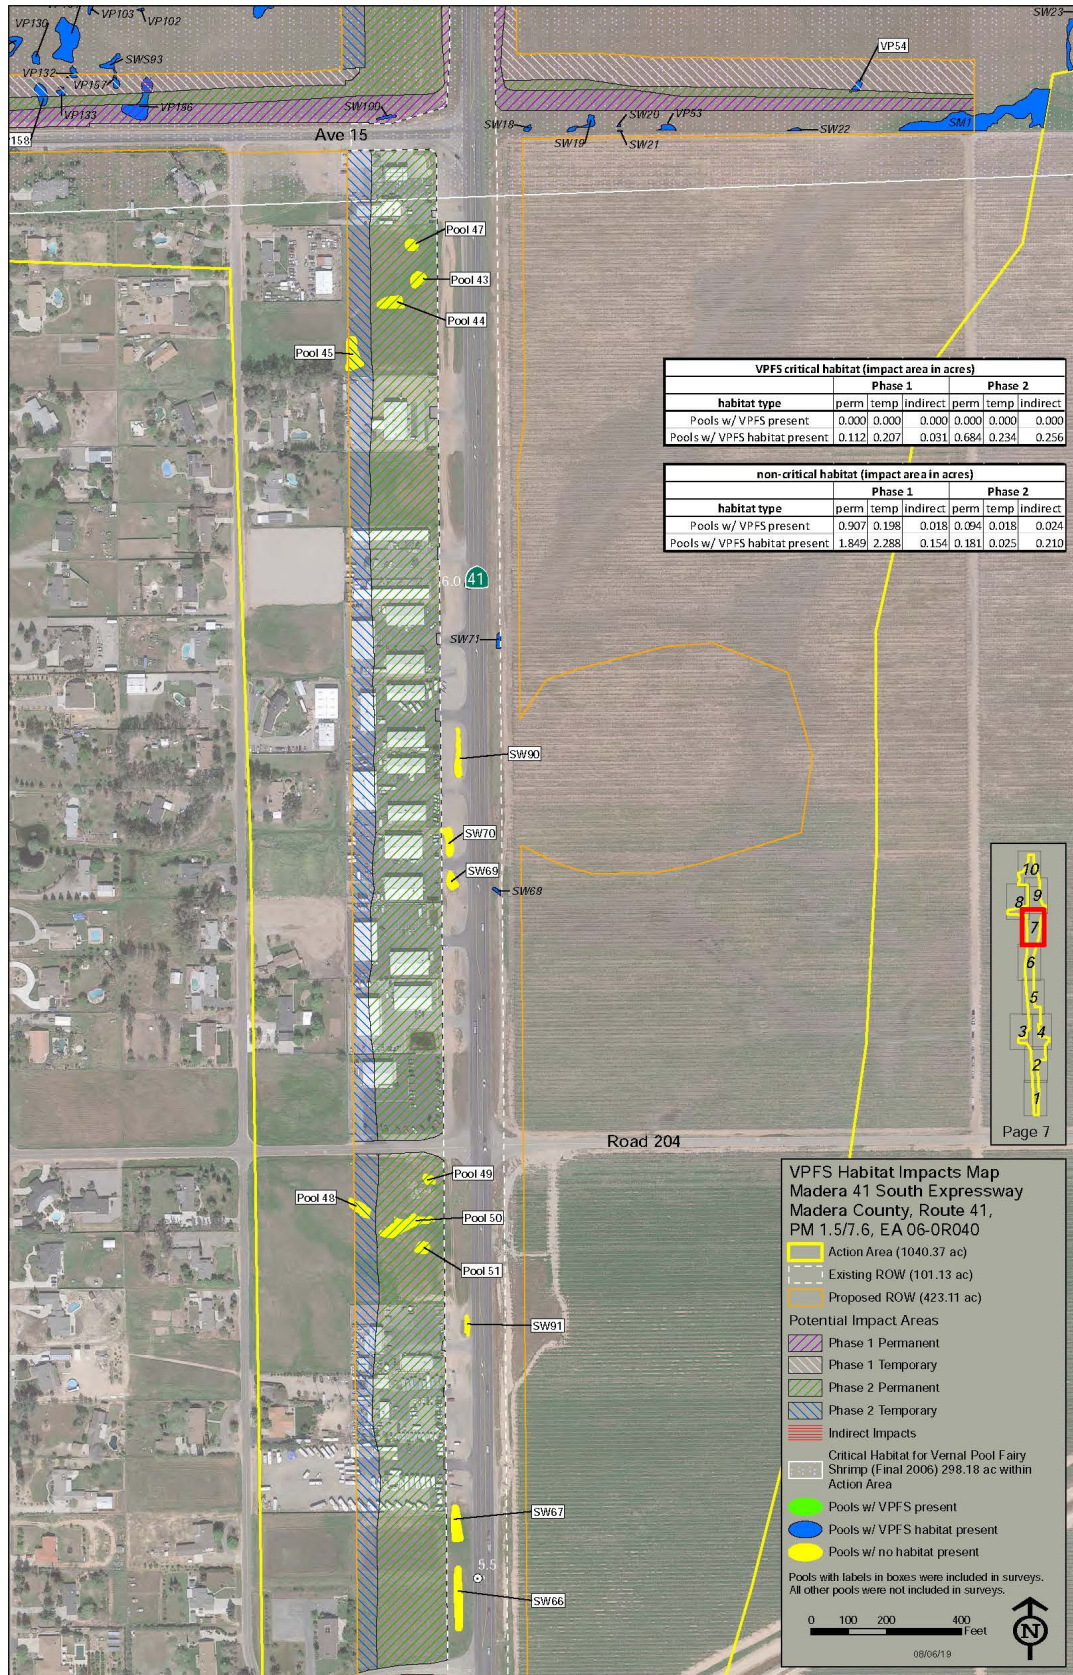 SW23
VP103
VP102
VP130
SWS93
VP132
VP157
VP133
VP156
SW100
158
Ave 15
VP54
SW18
SW20
VP53
SW19
SW21
SW22
SM1
Pool 47
Pool 43
Pool 44
Pool 45
VPFS critical habitat (impact area in acres)
Phase 1 Phase 2
habitat type perm temp indirect perm temp indirect
Pools w/ VPFS present 0.000 0.000 0.000 0.000 0.000 0.000
Pools w/ VPFS habitat present 0.112 0.207 0.031 0.684 0.234 0.256
non-critical habitat (impact area in acres)
Phase 1 Phase 2
habitat type perm temp indirect perm temp indirect
Pools w/ VPFS present 0.907 0.198 0.018 0.094 0.018 0.024
Pools w/ VPFS habitat present 1.849 2.288 0.154 0.181 0.025 0.210
6.0 41
SW71
SW90
SW70
SW69
SW68
10
9
8
7
6
5
3 4
2
1
Page 7
Road 204
Pool 49
Pool 48
Pool 50
Pool 51
SW91
SW67
5.5
SW66
VPFS Habitat Impacts Map
Madera 41 South Expressway
Madera County, Route 41,
PM 1.5/7.6, EA 06-0R040
Action Area (1040.37 ac)
Existing ROW (101.13 ac)
Proposed ROW (423.11 ac)
Potential Impact Areas
Phase 1 Permanent
Phase 1 Temporary
Phase 2 Permanent
Phase 2 Temporary
Indirect Impacts
Critical Habitat for Vernal Pool Fairy
Shrimp (Final 2006) 298.18 ac within
Action Area
Pools w/ VPFS present
Pools w/ VPFS habitat present
Pools w/ no habitat present
Pools with labels in boxes were included in surveys.
All other pools were not included in surveys.
0 100 200 400
Feet
N
08/06/19